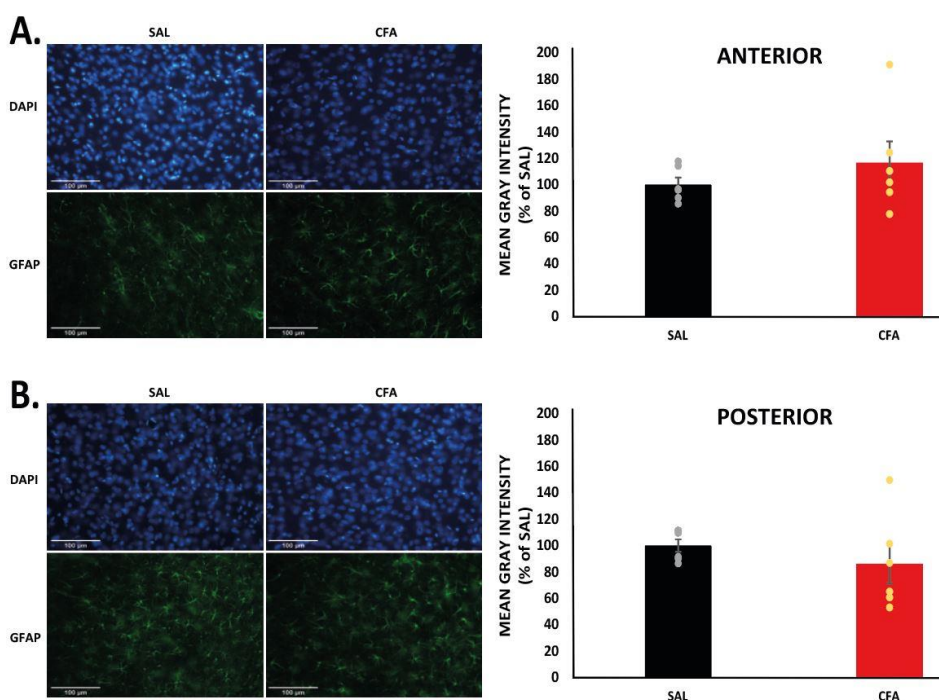 A.
SAL CFA
DAPI
100 µm 100 µm
GFAP
100 µm 100 µm
ANTERIOR
MEAN GRAY INTENSITY
(% of SAL)
200
180
160
140
120
100
80
60
40
20
0
SAL CFA
B.
SAL CFA
DAPI
100 µm 100 µm
GFAP
100 µm 100 µm
POSTERIOR
MEAN GRAY INTENSITY
(% of SAL)
200
180
160
140
120
100
80
60
40
20
0
SAL CFA